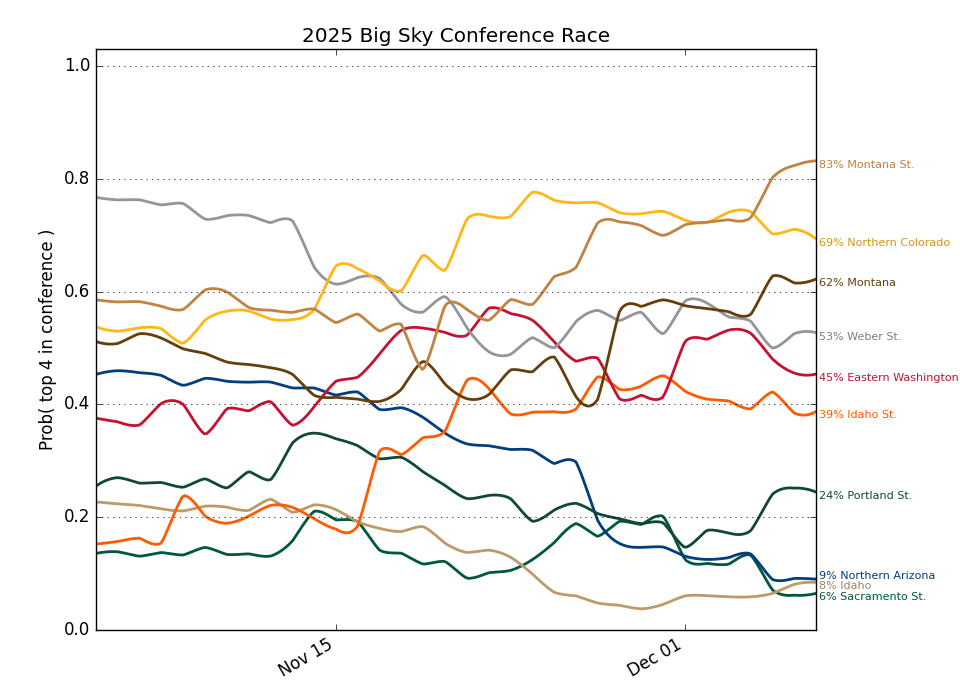 2025 Big Sky Conference Race
Prob( top 4 in conference )
1.0
0.8
0.6
0.4
0.2
0.0
Nov 15
Dec 01
83% Montana St.
69% Northern Colorado
62% Montana
53% Weber St.
45% Eastern Washington
39% Idaho St.
24% Portland St.
9% Northern Arizona
8% Idaho
6% Sacramento St.